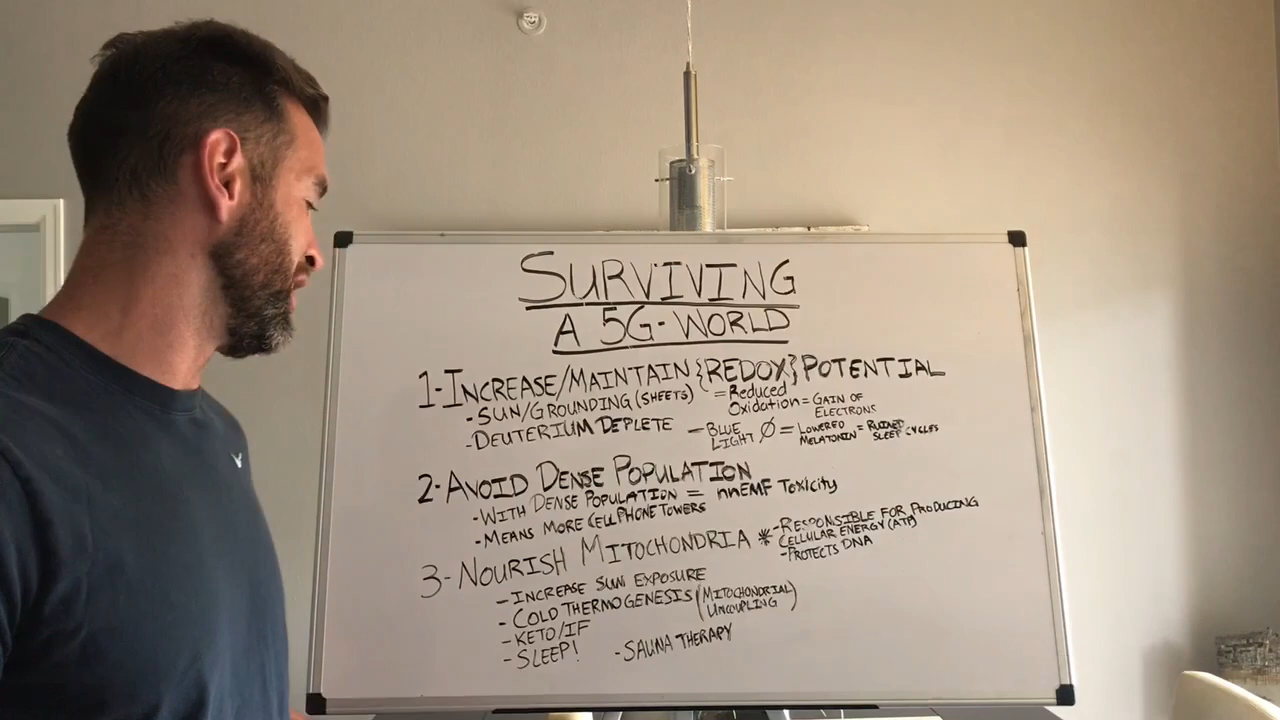 SURVIVING
A 5G-WORLD
1-INCREASE/MAINTAIN {REDOX} POTENTIAL
-SUN/GROUNDING (SHEETS) =Reduced Oxidation = GAIN OF ELECTRONS
-DEUTERIUM DEPLETE -BLUE LIGHT Ø = LOWERED MELATONIN = RUINED SLEEP CYCLES
2-AVOID DENSE POPULATION
-WITH DENSE POPULATION = nnEMF Toxicity
-MEANS MORE CELLPHONE TOWERS
3-NOURISH MITOCHONDRIA * -RESPONSIBLE FOR PRODUCING CELLULAR ENERGY (ATP)
-PROTECTS DNA
-INCREASE SUN EXPOSURE
-COLD THERMOGENESIS (MITOCHONDRIAL UNCOUPLING)
-KETO/IF
-SLEEP! -SAUNA THERAPY